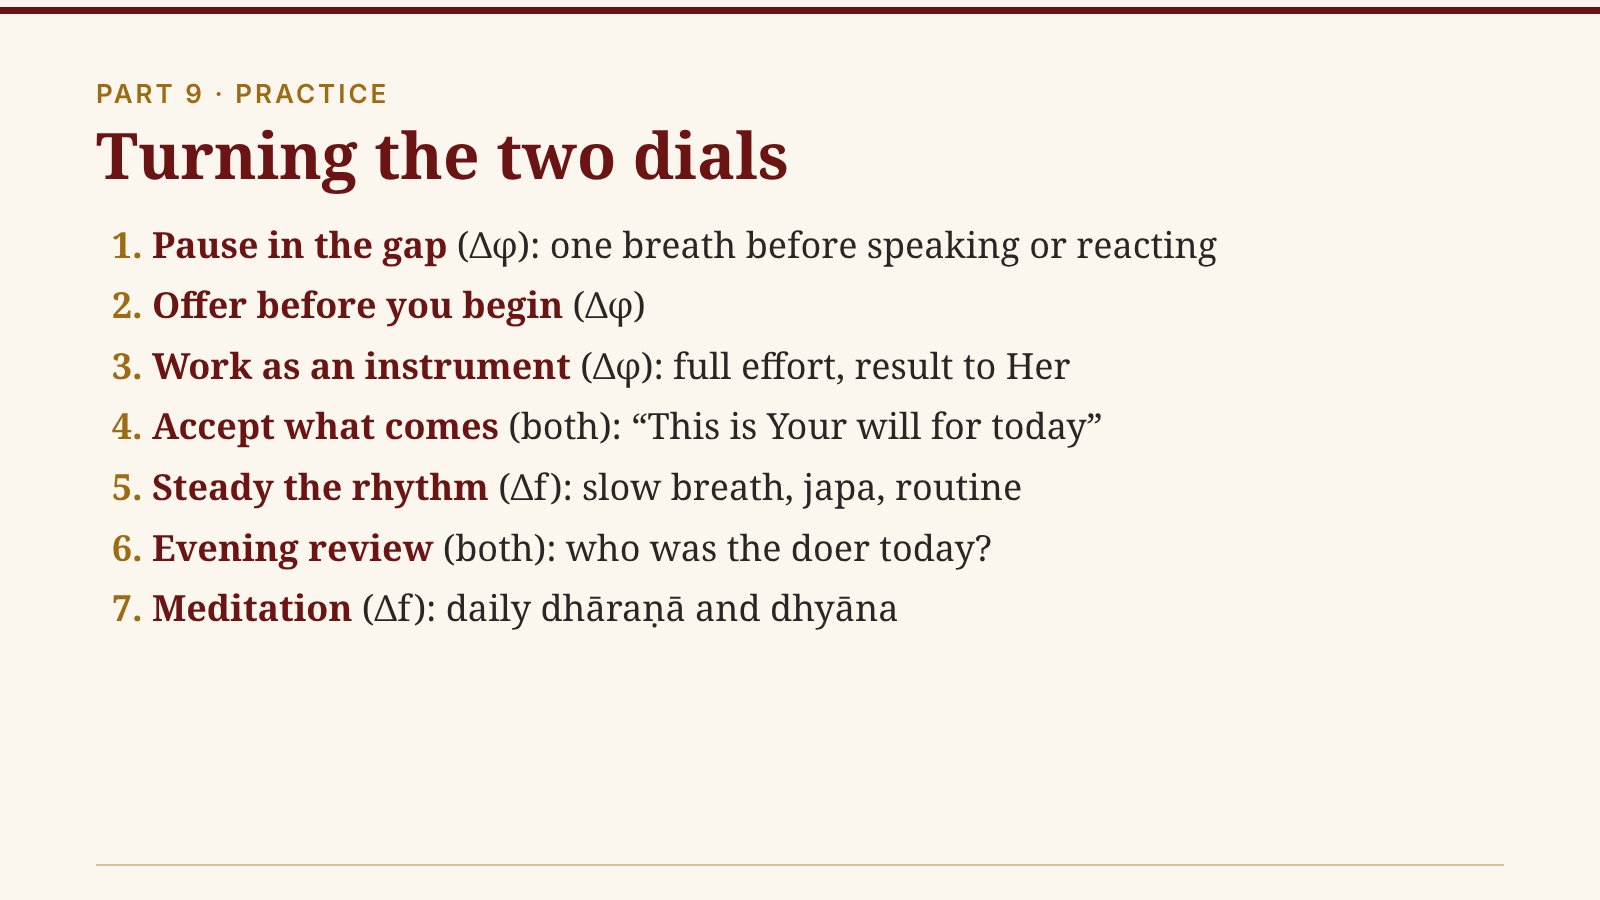 PART 9 · PRACTICE
Turning the two dials
1. Pause in the gap (Δφ): one breath before speaking or reacting
2. Offer before you begin (Δφ)
3. Work as an instrument (Δφ): full effort, result to Her
4. Accept what comes (both): “This is Your will for today”
5. Steady the rhythm (Δf): slow breath, japa, routine
6. Evening review (both): who was the doer today?
7. Meditation (Δf): daily dhāraṇā and dhyāna